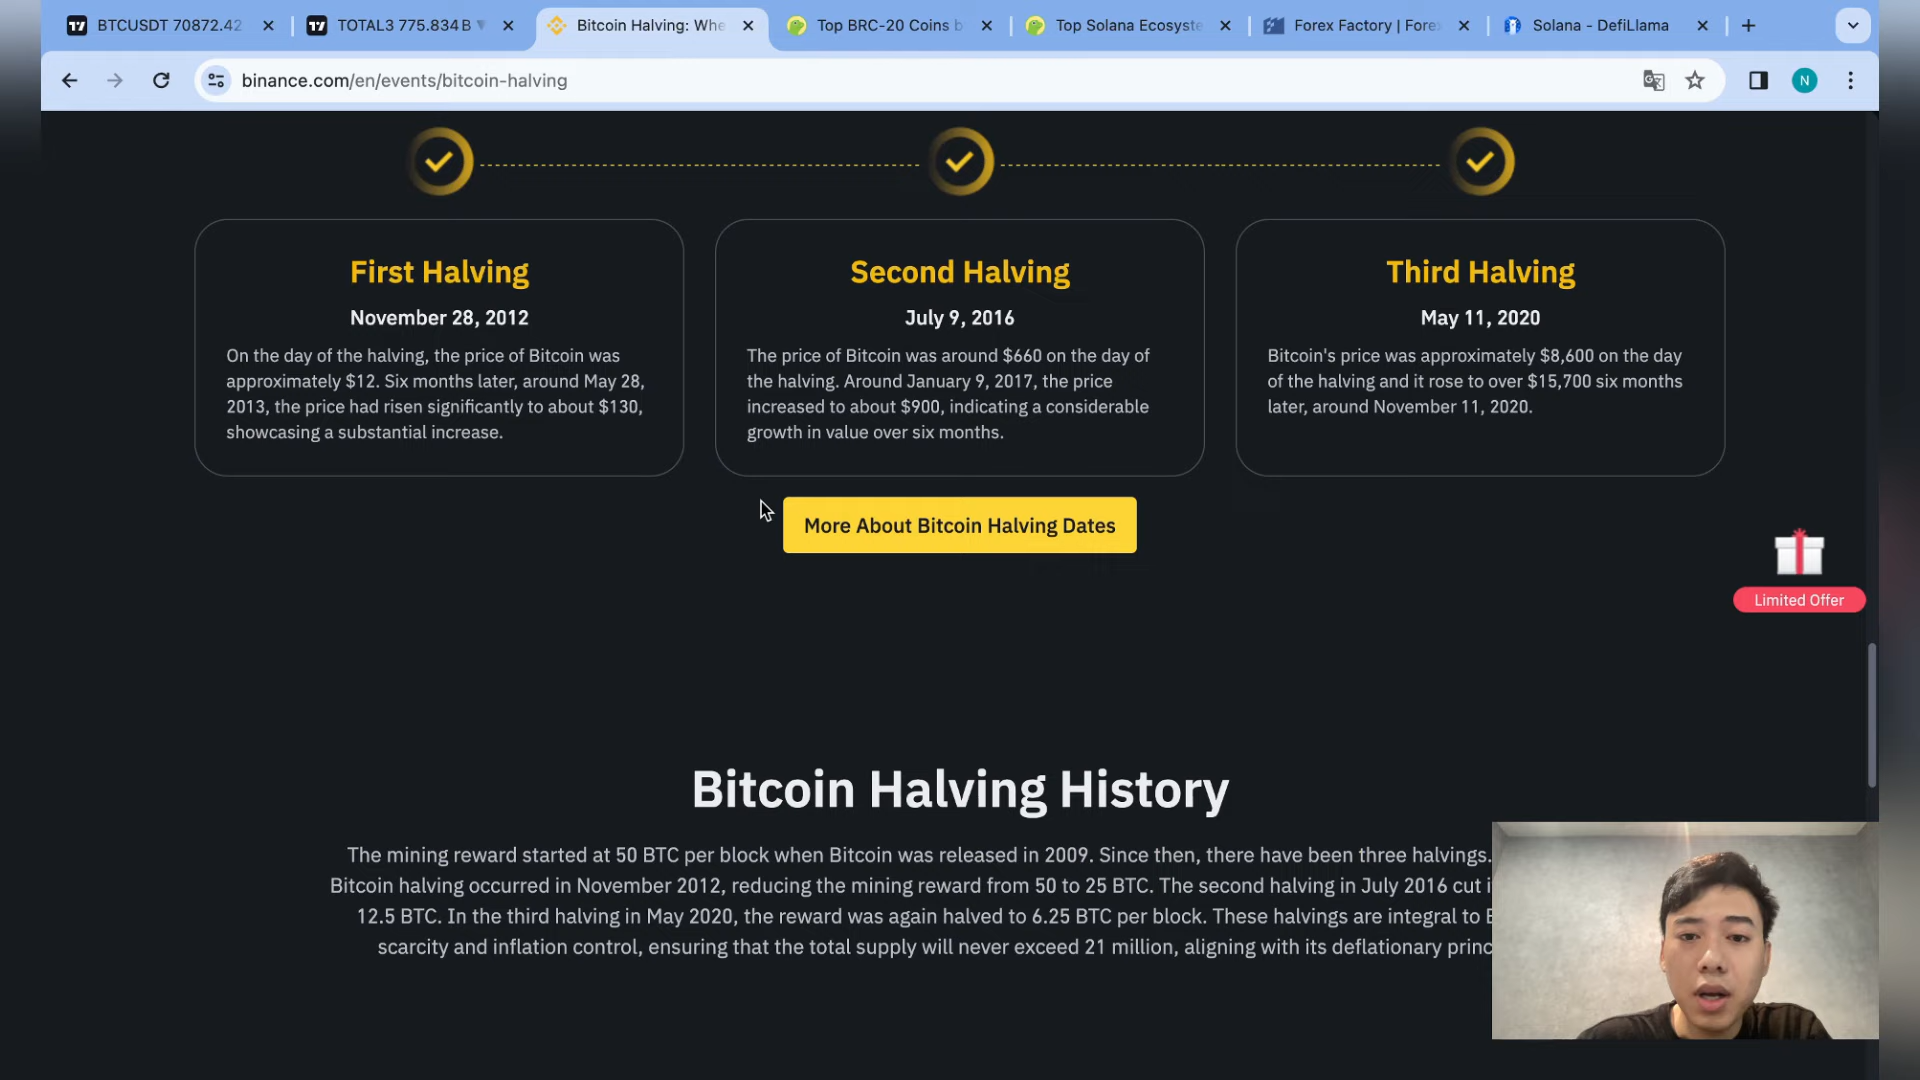 BTCUSDT 70872.42
TOTAL3 775.834 B
Bitcoin Halving: Whe
Top BRC-20 Coins b
Top Solana Ecosyste
Forex Factory | Fore
Solana - DefiLlama
binance.com/en/events/bitcoin-halving
N
First Halving
November 28, 2012
On the day of the halving, the price of Bitcoin was
approximately $12. Six months later, around May 28,
2013, the price had risen significantly to about $130,
showcasing a substantial increase.
Second Halving
July 9, 2016
The price of Bitcoin was around $660 on the day of
the halving. Around January 9, 2017, the price
increased to about $900, indicating a considerable
growth in value over six months.
Third Halving
May 11, 2020
Bitcoin's price was approximately $8,600 on the day
of the halving and it rose to over $15,700 six months
later, around November 11, 2020.
More About Bitcoin Halving Dates
Limited Offer
Bitcoin Halving History
The mining reward started at 50 BTC per block when Bitcoin was released in 2009. Since then, there have been three halvings.
Bitcoin halving occurred in November 2012, reducing the mining reward from 50 to 25 BTC. The second halving in July 2016 cut i
12.5 BTC. In the third halving in May 2020, the reward was again halved to 6.25 BTC per block. These halvings are integral to B
scarcity and inflation control, ensuring that the total supply will never exceed 21 million, aligning with its deflationary princ